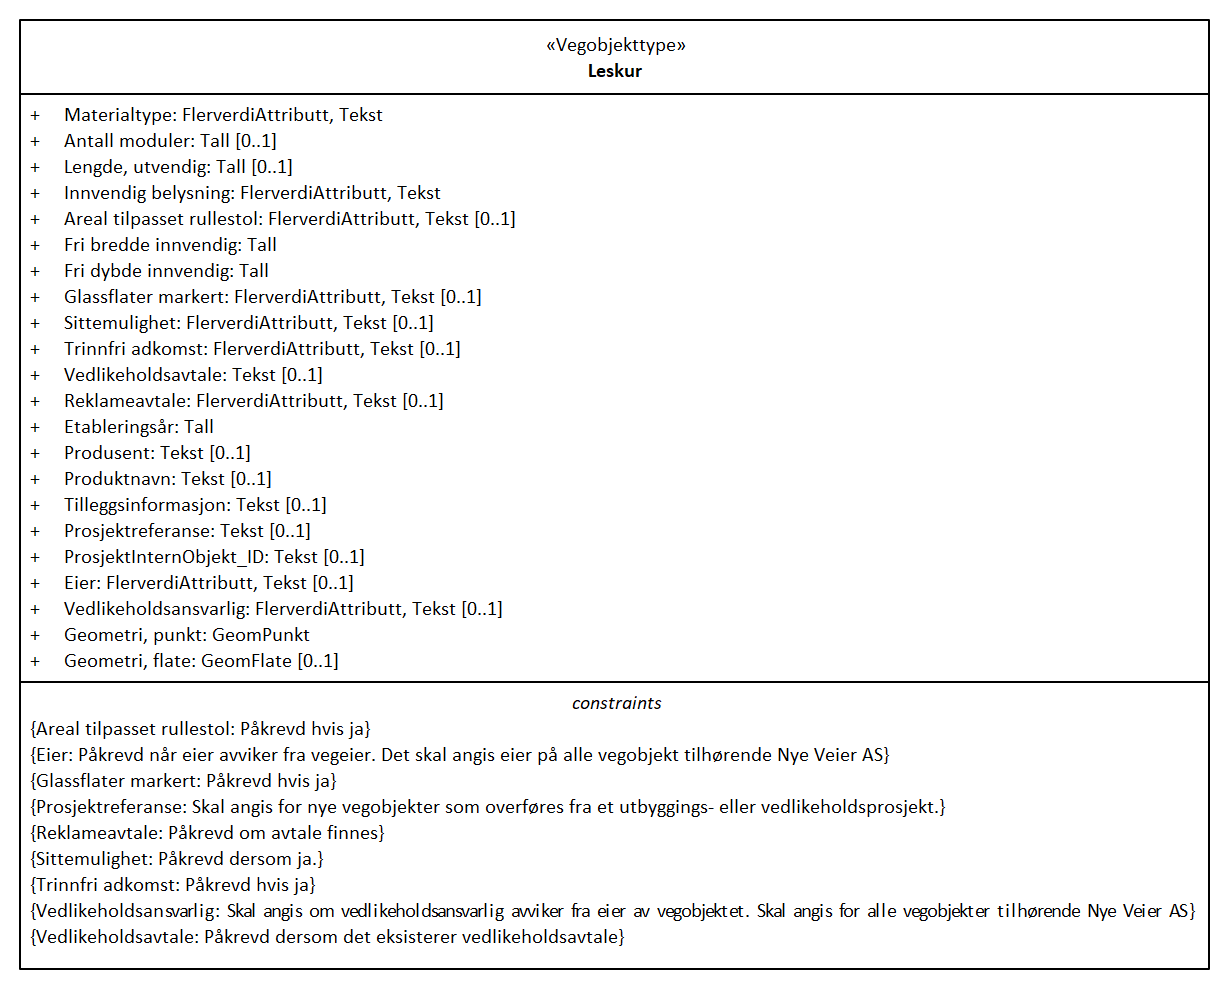 «Vegobjekttype»
Leskur
+ Materialtype: FlerverdiAttributt, Tekst
+ Antall moduler: Tall [0..1]
+ Lengde, utvendig: Tall [0..1]
+ Innvendig belysning: FlerverdiAttributt, Tekst
+ Areal tilpasset rullestol: FlerverdiAttributt, Tekst [0..1]
+ Fri bredde innvendig: Tall
+ Fri dybde innvendig: Tall
+ Glassflater markert: FlerverdiAttributt, Tekst [0..1]
+ Sittemulighet: FlerverdiAttributt, Tekst [0..1]
+ Trinnfri adkomst: FlerverdiAttributt, Tekst [0..1]
+ Vedlikeholdsavtale: Tekst [0..1]
+ Reklameavtale: FlerverdiAttributt, Tekst [0..1]
+ Etableringsår: Tall
+ Produsent: Tekst [0..1]
+ Produktnavn: Tekst [0..1]
+ Tilleggsinformasjon: Tekst [0..1]
+ Prosjektreferanse: Tekst [0..1]
+ ProsjektInternObjekt_ID: Tekst [0..1]
+ Eier: FlerverdiAttributt, Tekst [0..1]
+ Vedlikeholdsansvarlig: FlerverdiAttributt, Tekst [0..1]
+ Geometri, punkt: GeomPunkt
+ Geometri, flate: GeomFlate [0..1]
constraints
{Areal tilpasset rullestol: Påkrevd hvis ja}
{Eier: Påkrevd når eier avviker fra vegeier. Det skal angis eier på alle vegobjekt tilhørende Nye Veier AS}
{Glassflater markert: Påkrevd hvis ja}
{Prosjektreferanse: Skal angis for nye vegobjekter som overføres fra et utbyggings- eller vedlikeholdsprosjekt.}
{Reklameavtale: Påkrevd om avtale finnes}
{Sittemulighet: Påkrevd dersom ja.}
{Trinnfri adkomst: Påkrevd hvis ja}
{Vedlikeholdsansvarlig: Skal angis om vedlikeholdsansvarlig avviker fra eier av vegobjektet. Skal angis for alle vegobjekter tilhørende Nye Veier AS}
{Vedlikeholdsavtale: Påkrevd dersom det eksisterer vedlikeholdsavtale}